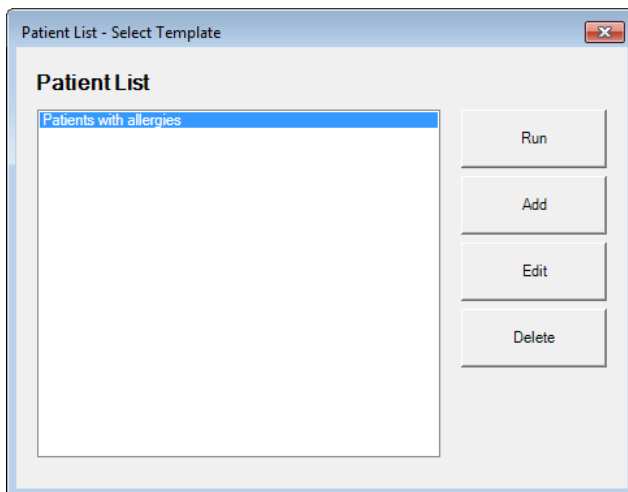 Patient List - Select Template
Patient List
Patients with allergies
Run
Add
Edit
Delete